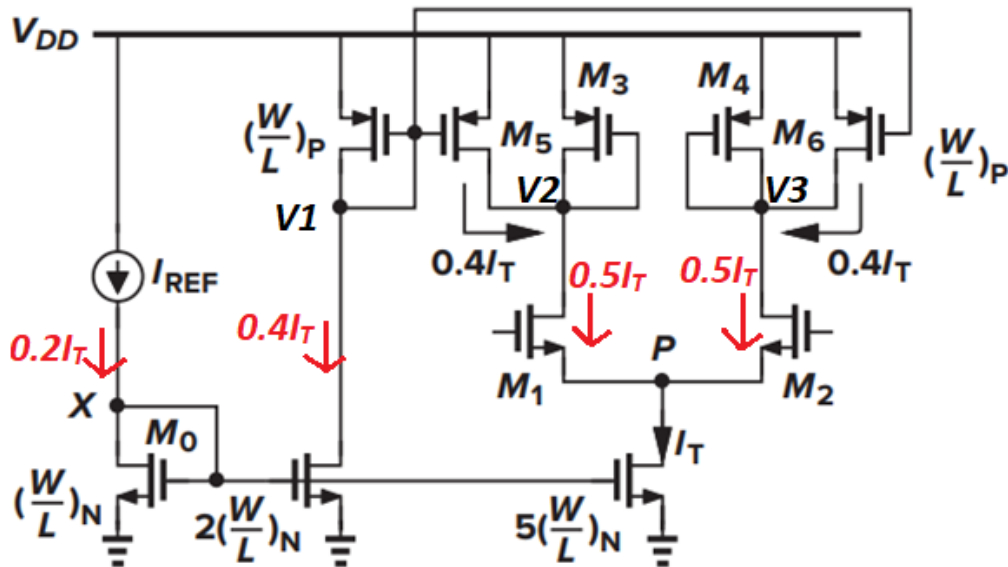 V_DD
M3
M4
(W/L)P
M5
M6
(W/L)P
V1
V2
V3
0.4IT
0.4IT
IREF
0.5IT
0.5IT
0.2IT
0.4IT
P
M1
M2
X
M0
IT
(W/L)N
2(W/L)N
5(W/L)N